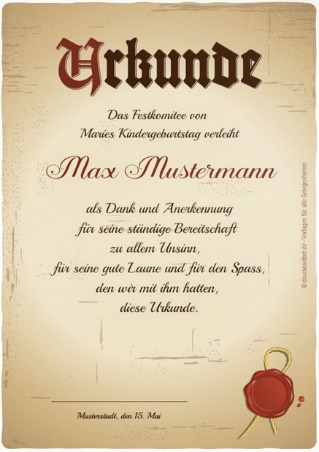 Urkunde
Das Festkomitee von
Maries Kindergeburtstag verleiht
Max Mustermann
als Dank und Anerkennung
für seine ständige Bereitschaft
zu allem Unsinn,
für seine gute Laune und für den Spass,
den wir mit ihm hatten,
diese Urkunde.
Musterstadt, den 15. Mai
© druckeselbst.de - Vorlagen für alle Gelegenheiten